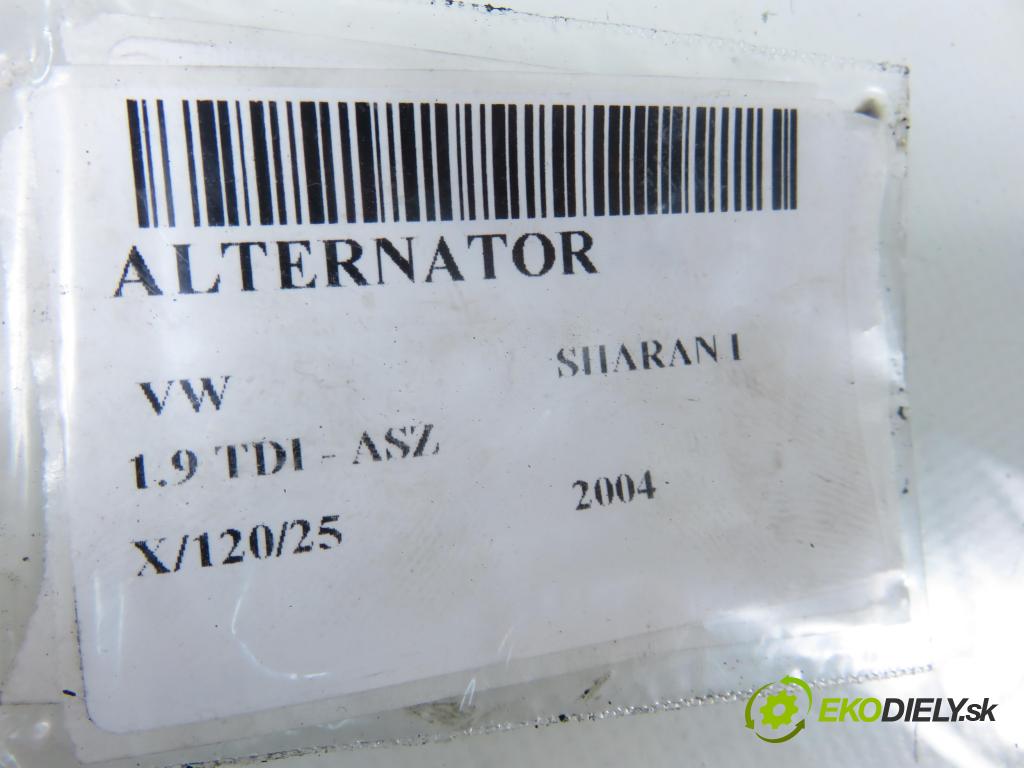 ALTERNATOR
VW SHARAN I
1.9 TDI - ASZ
X/120/25 2004
EKODIELY.sk